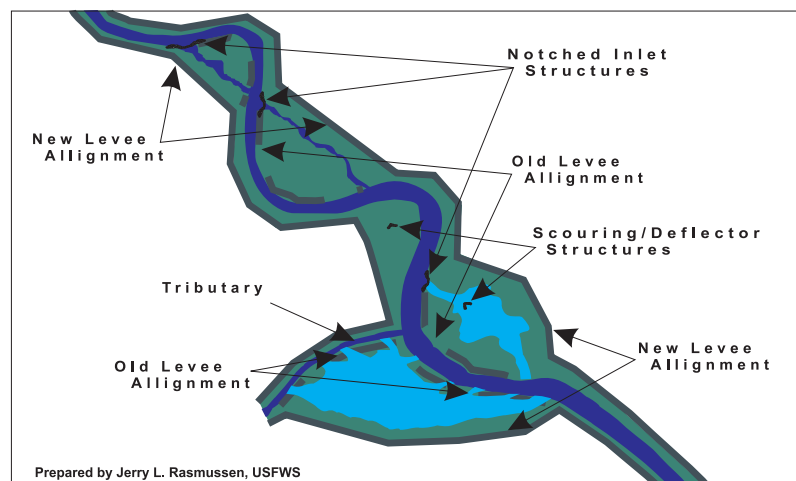 Notched Inlet
Structures
New Levee
Allignment
Old Levee
Allignment
Scouring/Deflector
Structures
Tributary
Old Levee
Allignment
New Levee
Allignment
Prepared by Jerry L. Rasmussen, USFWS